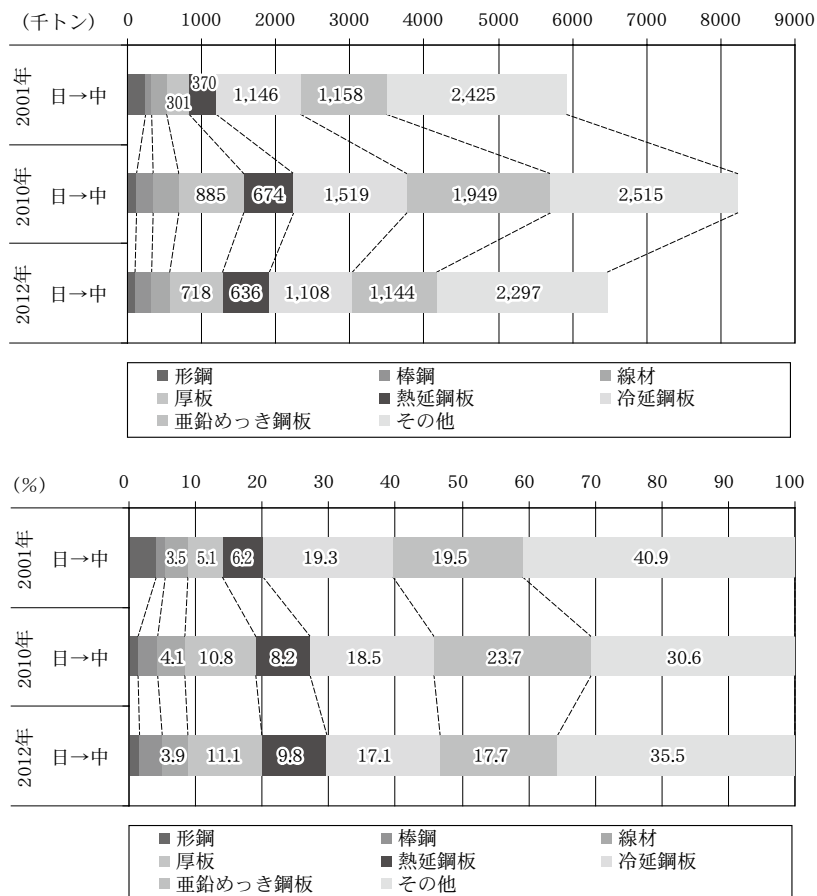 （千トン） 0 1000 2000 3000 4000 5000 6000 7000 8000 9000
2001年 日→中 301 370 1,146 1,158 2,425
2010年 日→中 885 674 1,519 1,949 2,515
2012年 日→中 718 636 1,108 1,144 2,297
形鋼 棒鋼 線材
厚板 熱延鋼板 冷延鋼板
亜鉛めっき鋼板 その他
（%） 0 10 20 30 40 50 60 70 80 90 100
2001年 日→中 3.5 5.1 6.2 19.3 19.5 40.9
2010年 日→中 4.1 10.8 8.2 18.5 23.7 30.6
2012年 日→中 3.9 11.1 9.8 17.1 17.7 35.5
形鋼 棒鋼 線材
厚板 熱延鋼板 冷延鋼板
亜鉛めっき鋼板 その他